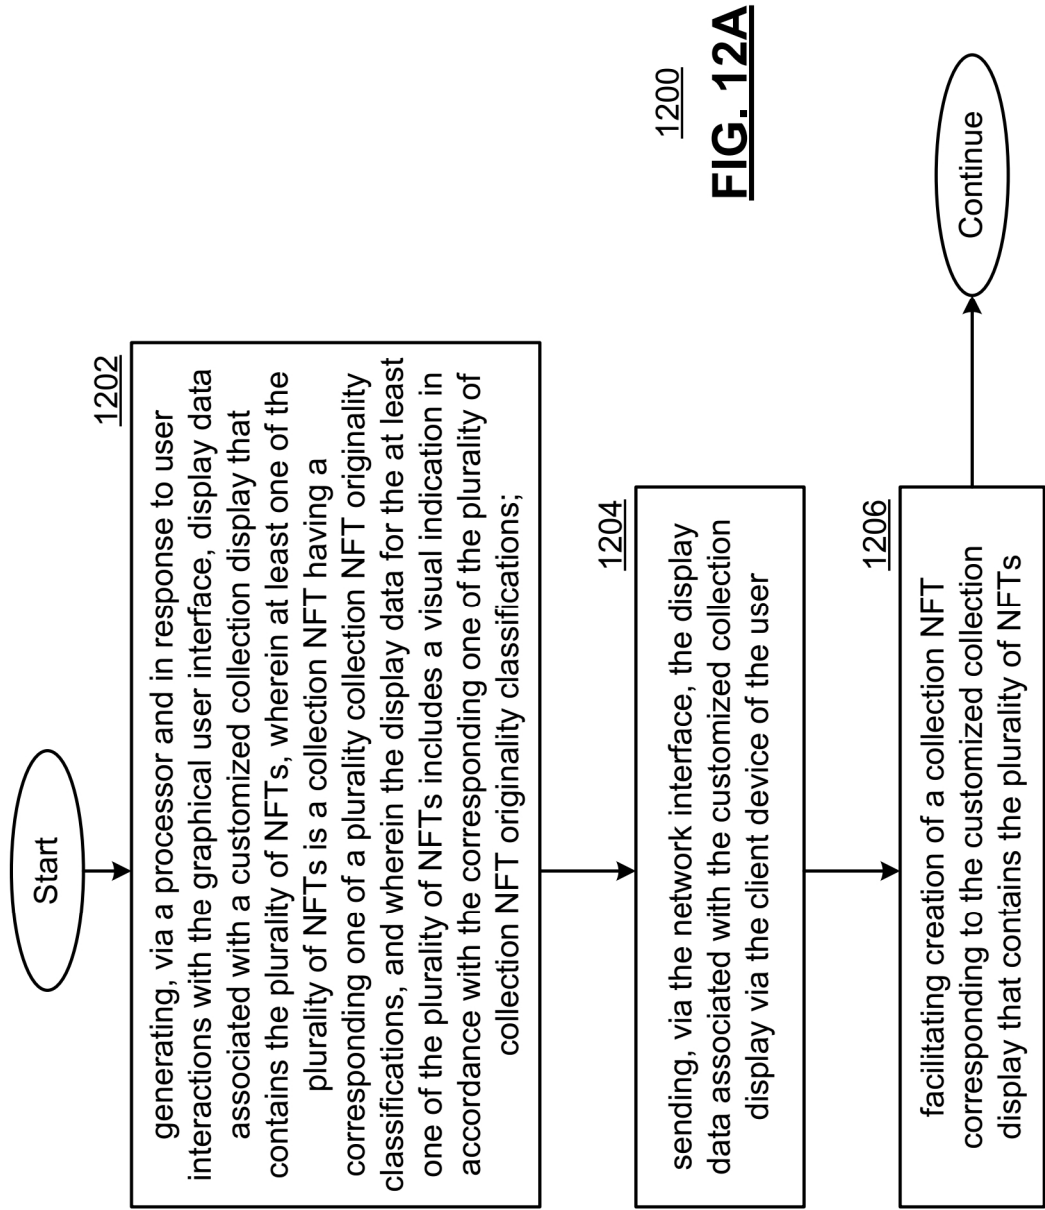 Start
1202
generating, via a processor and in response to user
interactions with the graphical user interface, display data
associated with a customized collection display that
contains the plurality of NFTs, wherein at least one of the
plurality of NFTs is a collection NFT having a
corresponding one of a plurality collection NFT originality
classifications, and wherein the display data for the at least
one of the plurality of NFTs includes a visual indication in
accordance with the corresponding one of the plurality of
collection NFT originality classifications;
1204
sending, via the network interface, the display
data associated with the customized collection
display via the client device of the user
1206
facilitating creation of a collection NFT
corresponding to the customized collection
display that contains the plurality of NFTs
Continue
1200
FIG. 12A